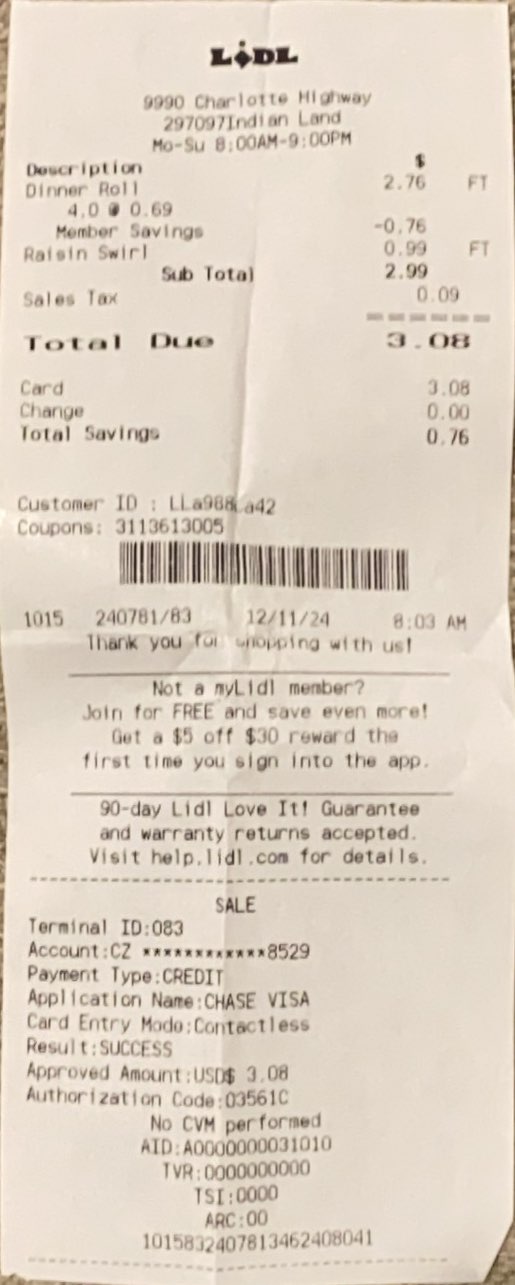 LIDL
9990 Charlotte Highway
297097Indian Land
Mo-Su 8:00AM-9:00PM
Description $
Dinner Roll 2.76 FT
4.0 @ 0.69
Member Savings -0.76
Raisin Swirl 0.99 FT
Sub Total 2.99
Sales Tax 0.09
Total Due 3.08
Card 3.08
Change 0.00
Total Savings 0.76
Customer ID :
Coupons: 3113613005
1015 240781/83 12/11/24 8:03 AM
Thank you for shopping with us!
Not a myLidl member?
Join for FREE and save even more!
Get a $5 off $30 reward the
first time you sign into the app.
90-day Lidl Love It! Guarantee
and warranty returns accepted.
Visit help.lidl.com for details.
SALE
Terminal ID:083
Account:CZ ************8529
Payment Type:CREDIT
Application Name:CHASE VISA
Card Entry Mode:Contactless
Result:SUCCESS
Approved Amount:USD$ 3.08
Authorization Code:03561C
No CVM performed
AID:A0000000031010
TVR:0000000000
TSI:0000
ARC:00
1015832407813462408041